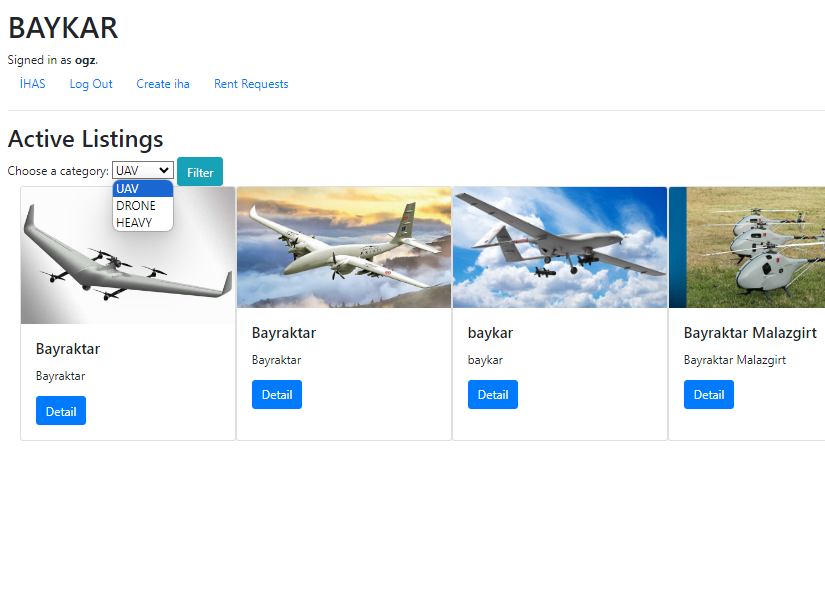 BAYKAR
Signed in as ogz.
İHAS Log Out Create iha Rent Requests
Active Listings
Choose a category: UAV Filter
UAV
DRONE
HEAVY
Bayraktar
Bayraktar
Detail
Bayraktar
Bayraktar
Detail
baykar
baykar
Detail
Bayraktar Malazgirt
Bayraktar Malazgirt
Detail